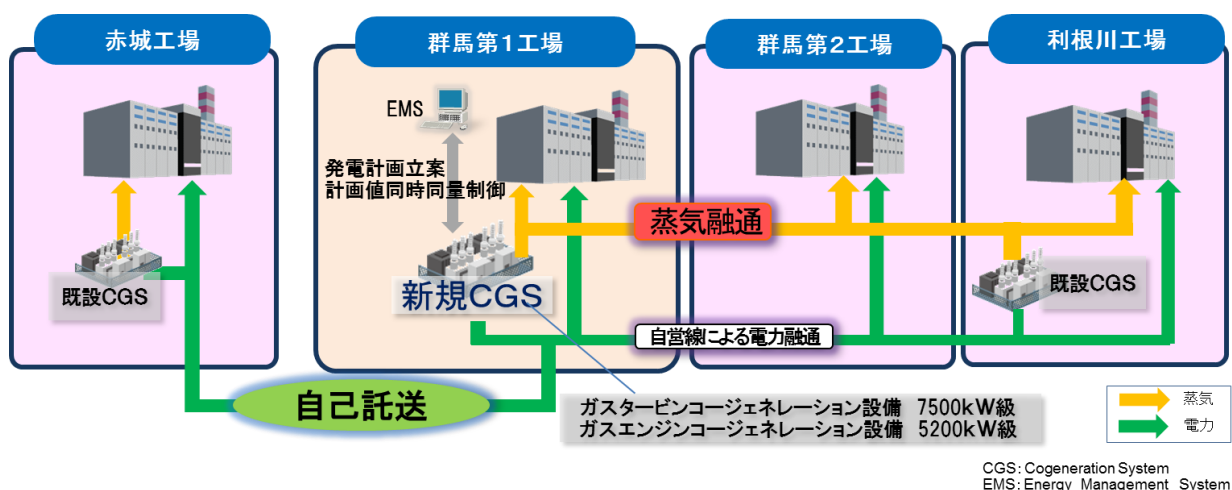 赤城工場
群馬第1工場
群馬第2工場
利根川工場
EMS
発電計画立案
計画値同時同量制御
蒸気融通
既設CGS
新規CGS
既設CGS
自営線による電力融通
自己託送
ガスタービンコージェネレーション設備 7500kW級
ガスエンジンコージェネレーション設備 5200kW級
蒸気
電力
CGS: Cogeneration System
EMS: Energy Management System